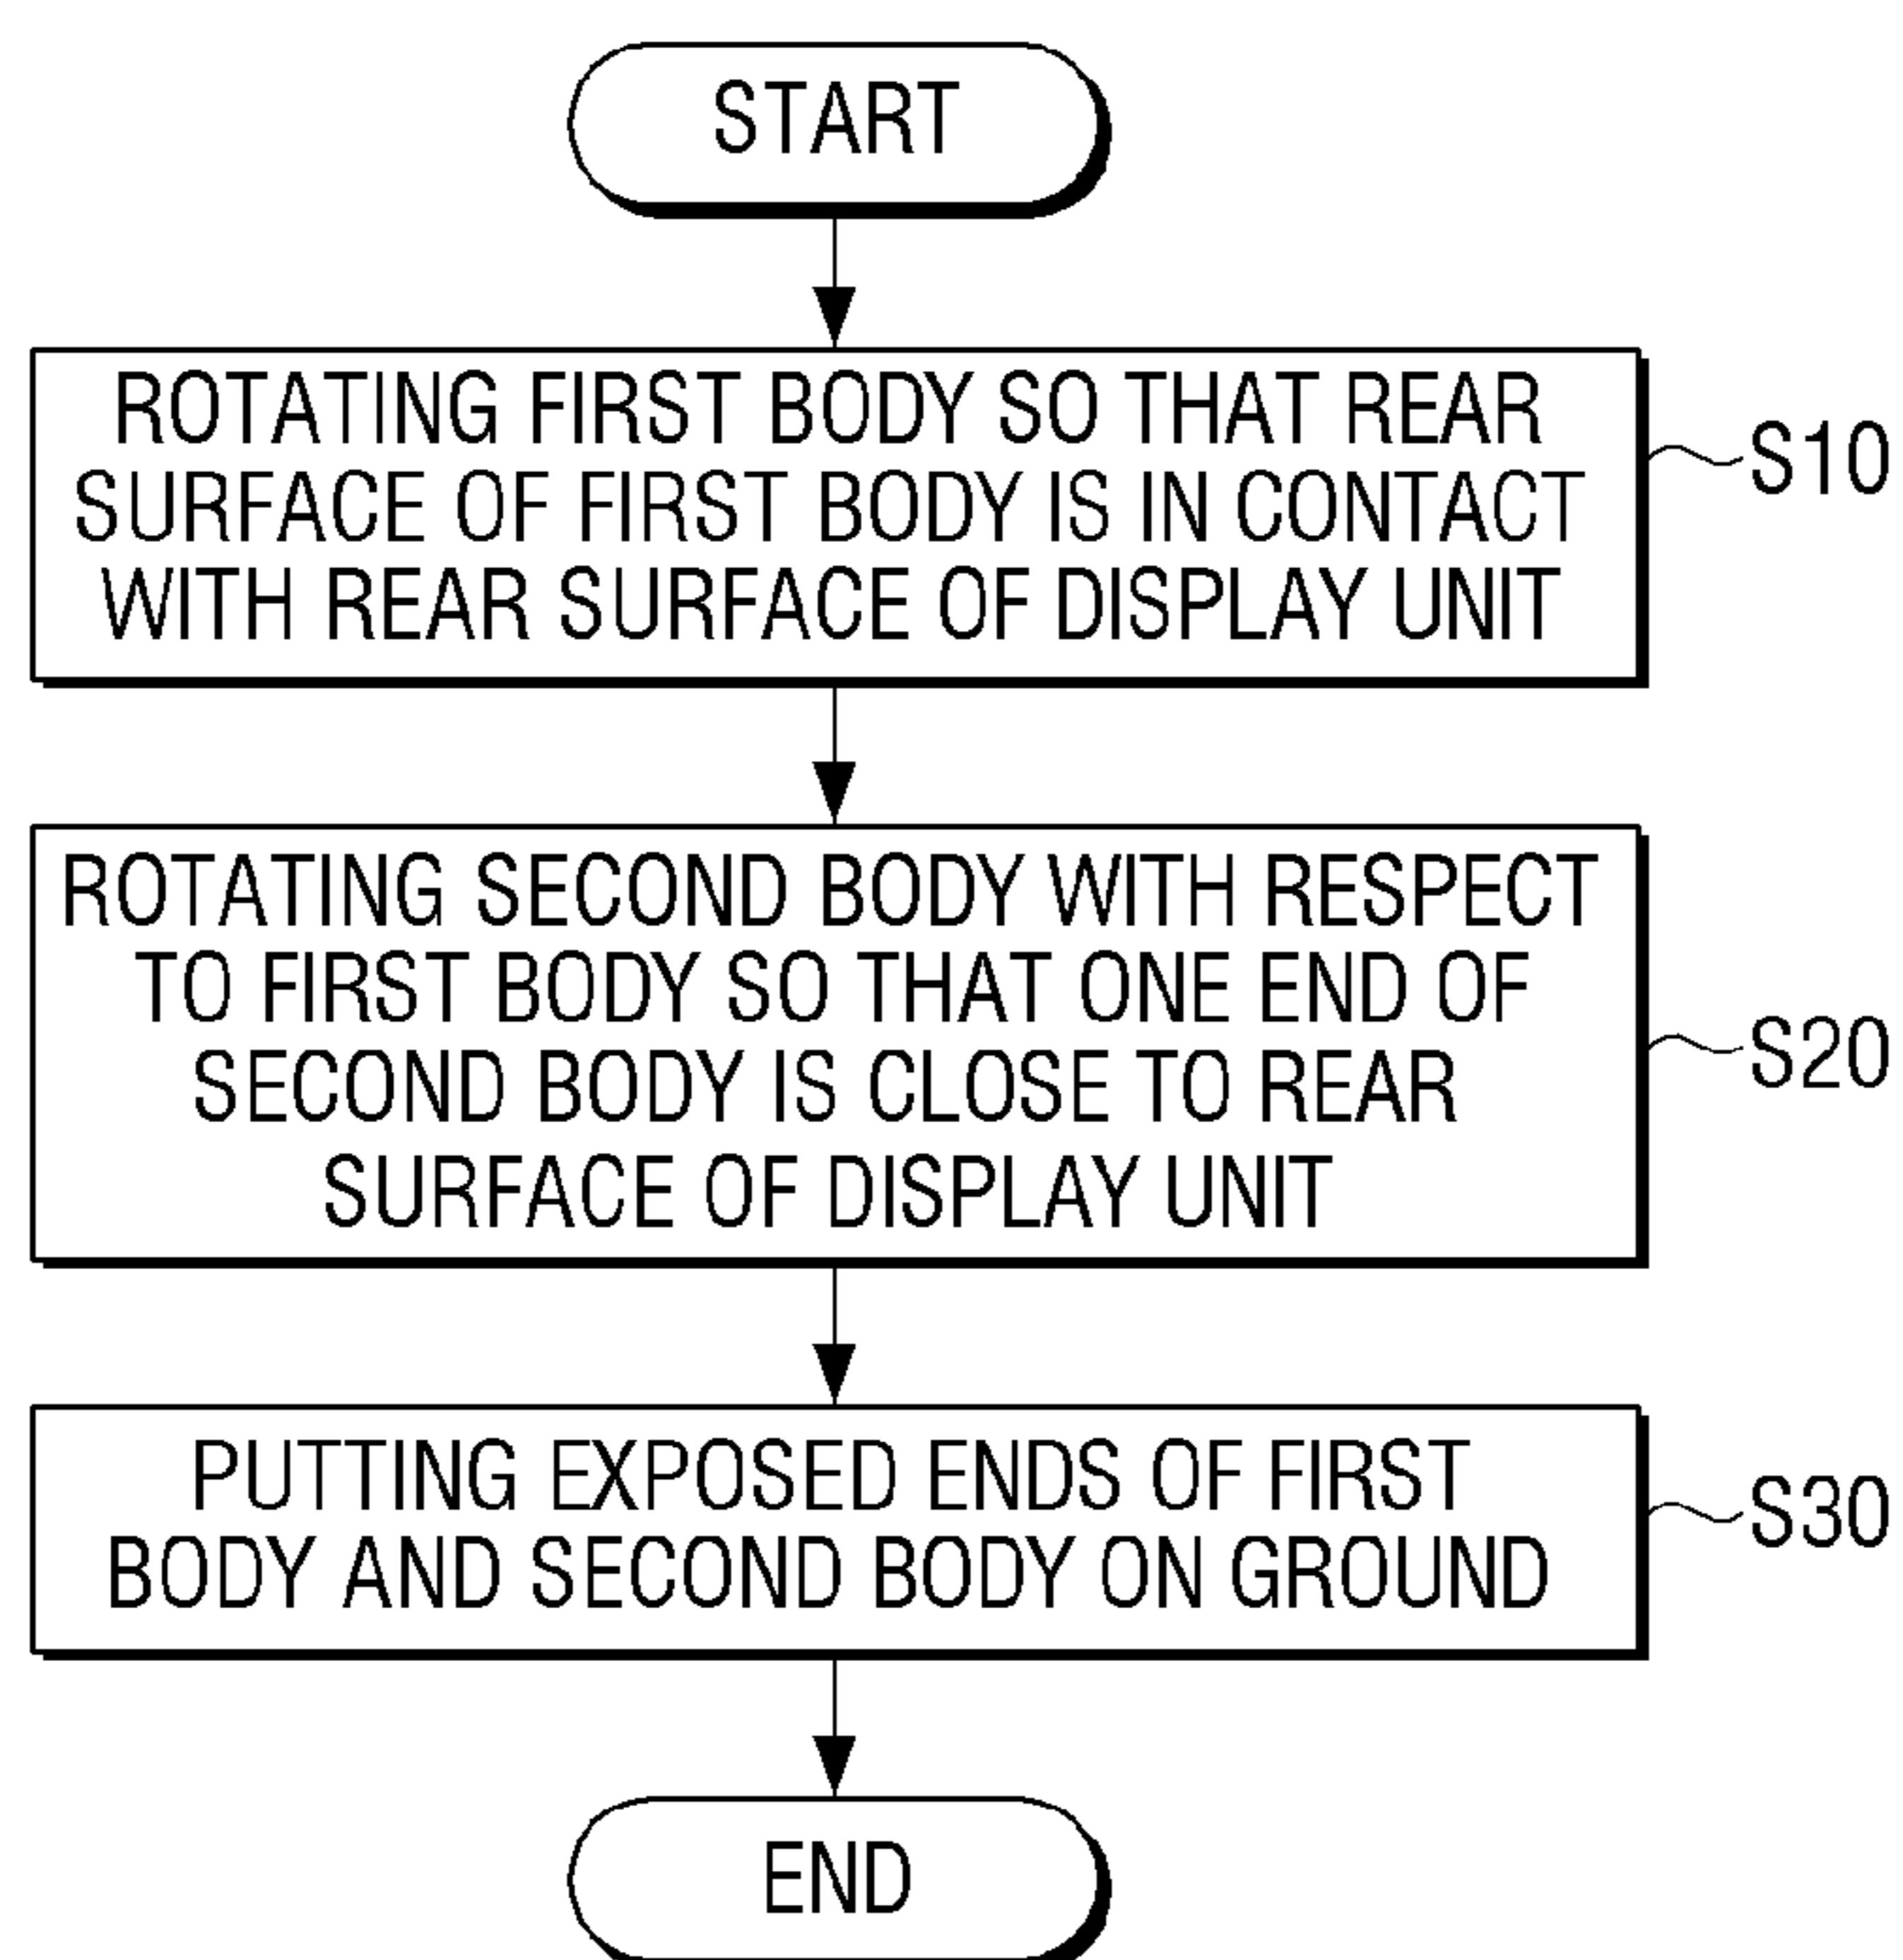 START
ROTATING FIRST BODY SO THAT REAR
SURFACE OF FIRST BODY IS IN CONTACT
WITH REAR SURFACE OF DISPLAY UNIT
S10
ROTATING SECOND BODY WITH RESPECT
TO FIRST BODY SO THAT ONE END OF
SECOND BODY IS CLOSE TO REAR
SURFACE OF DISPLAY UNIT
S20
PUTTING EXPOSED ENDS OF FIRST
BODY AND SECOND BODY ON GROUND
S30
END